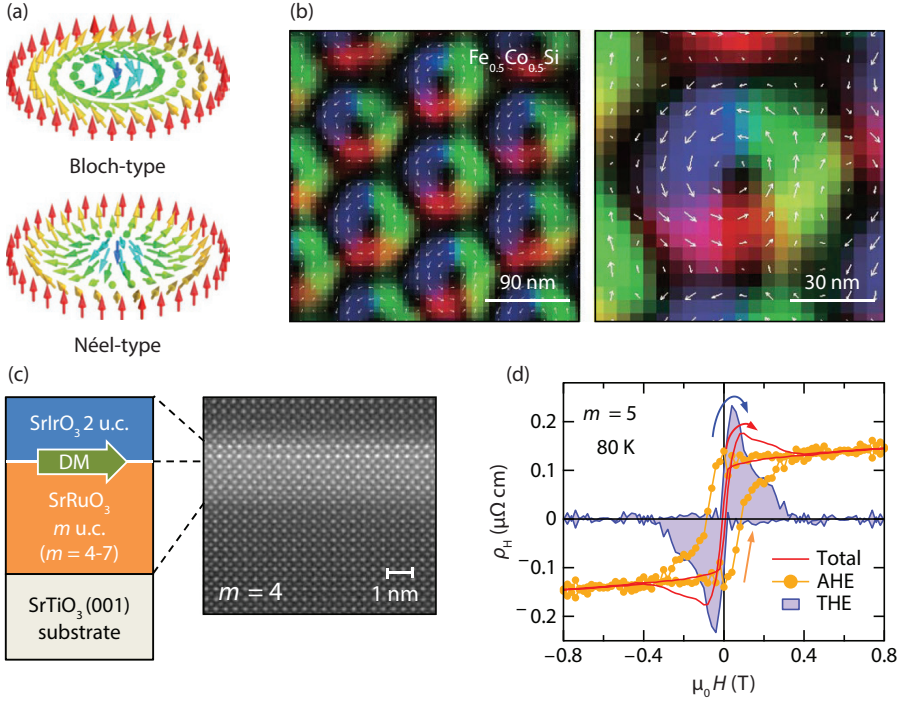 (a)
Bloch-type
Néel-type
(b)
Fe0.5Co0.5Si
90 nm
30 nm
(c)
SrIrO3 2 u.c.
DM
SrRuO3
m u.c.
(m = 4-7)
SrTiO3 (001)
substrate
m = 4
1 nm
(d)
m = 5
80 K
ρH (μΩ cm)
0.2
0.1
0
−0.1
−0.2
Total
AHE
THE
−0.8
−0.4
0
0.4
0.8
μ0H (T)